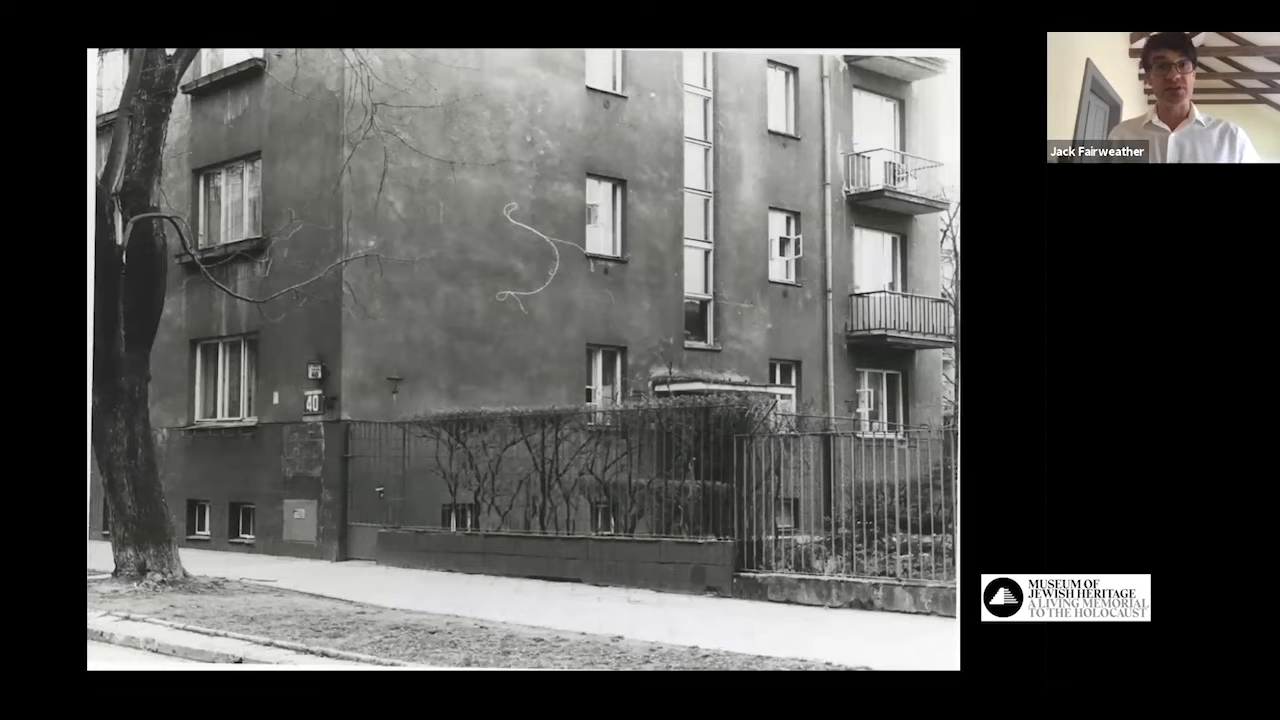 Jack Fairweather
40
MUSEUM OF
JEWISH HERITAGE
A LIVING MEMORIAL
TO THE HOLOCAUST